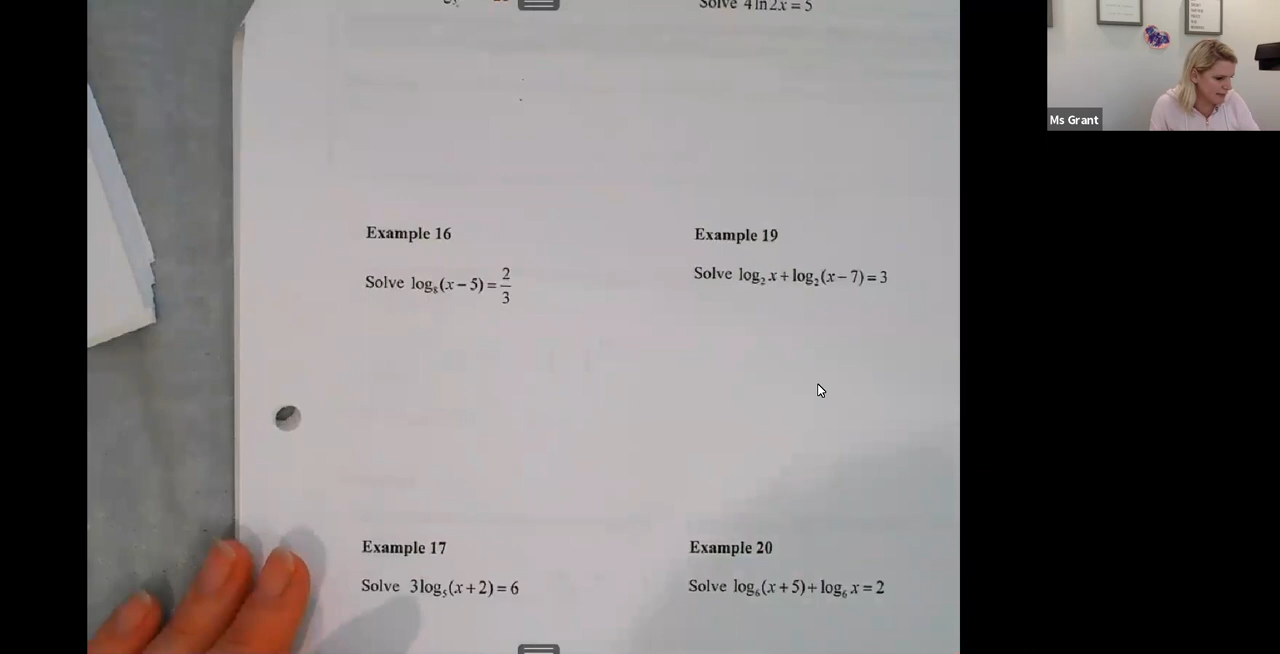 Solve 4 ln 2x = 5
Ms Grant
Example 16
Solve log₈(x − 5) = 2/3
Example 19
Solve log₂ x + log₂(x − 7) = 3
Example 17
Solve 3log₅(x + 2) = 6
Example 20
Solve log₆(x + 5) + log₆ x = 2